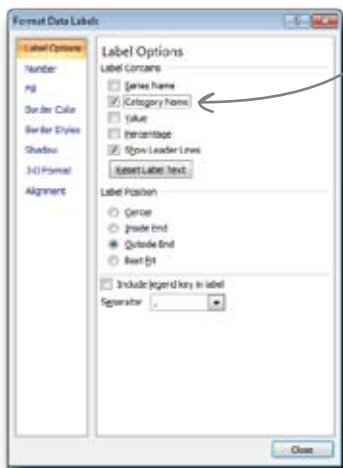 Format Data Labels
Label Options
Number
Fill
Border Color
Border Styles
Shadow
3-D Format
Alignment
Label Options
Label Contains
Series Name
Category Name
Value
Percentage
Show Leader Lines
Reset Label Text
Label Position
Center
Inside End
Outside End
Best Fit
Include legend key in label
Separator ,
Close